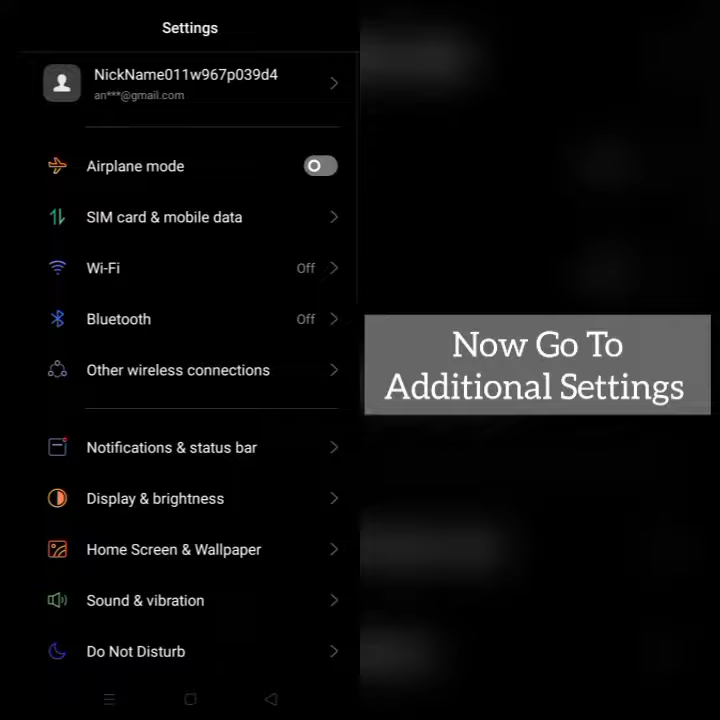 Settings
NickName011w967p039d4
an***@gmail.com
Airplane mode
SIM card & mobile data
Wi-Fi
Off
Bluetooth
Off
Other wireless connections
Notifications & status bar
Display & brightness
Home Screen & Wallpaper
Sound & vibration
Do Not Disturb
Now Go To
Additional Settings